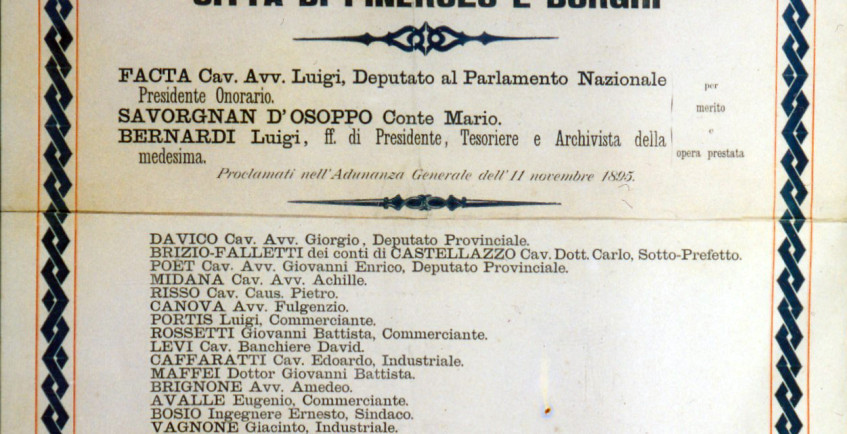 CITTÀ DI PINEROLO E BORGHI
FACTA Cav. Avv. Luigi, Deputato al Parlamento Nazionale
Presidente Onorario.
SAVORGNAN D'OSOPPO Conte Mario.
BERNARDI Luigi, ff. di Presidente, Tesoriere e Archivista della
medesima.
per
merito
e
opera prestata
Proclamati nell'Adunanza Generale dell'11 novembre 1895.
DAVICO Cav. Avv. Giorgio, Deputato Provinciale.
BRIZIO-FALLETTI dei conti di CASTELLAZZO Cav. Dott. Carlo, Sotto-Prefetto.
POET Cav. Avv. Giovanni Enrico, Deputato Provinciale.
MIDANA Cav. Avv. Achille.
RISSO Cav. Caus. Pietro.
CANOVA Avv. Fulgenzio.
PORTIS Luigi, Commerciante.
ROSSETTI Giovanni Battista, Commerciante.
LEVI Cav. Banchiere David.
CAFFARATTI Cav. Edoardo, Industriale.
MAFFEI Dottor Giovanni Battista.
BRIGNONE Avv. Amedeo.
AVALLE Eugenio, Commerciante.
BOSIO Ingegnere Ernesto, Sindaco.
VAGNONE Giacinto, Industriale.